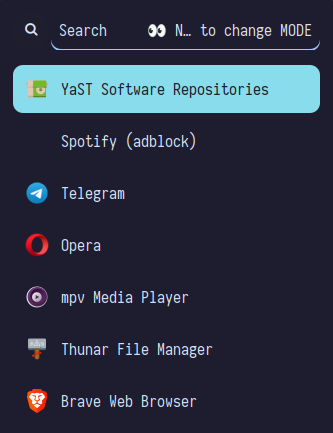 Search 👀 N… to change MODE
YaST Software Repositories
Spotify (adblock)
Telegram
Opera
mpv Media Player
Thunar File Manager
Brave Web Browser